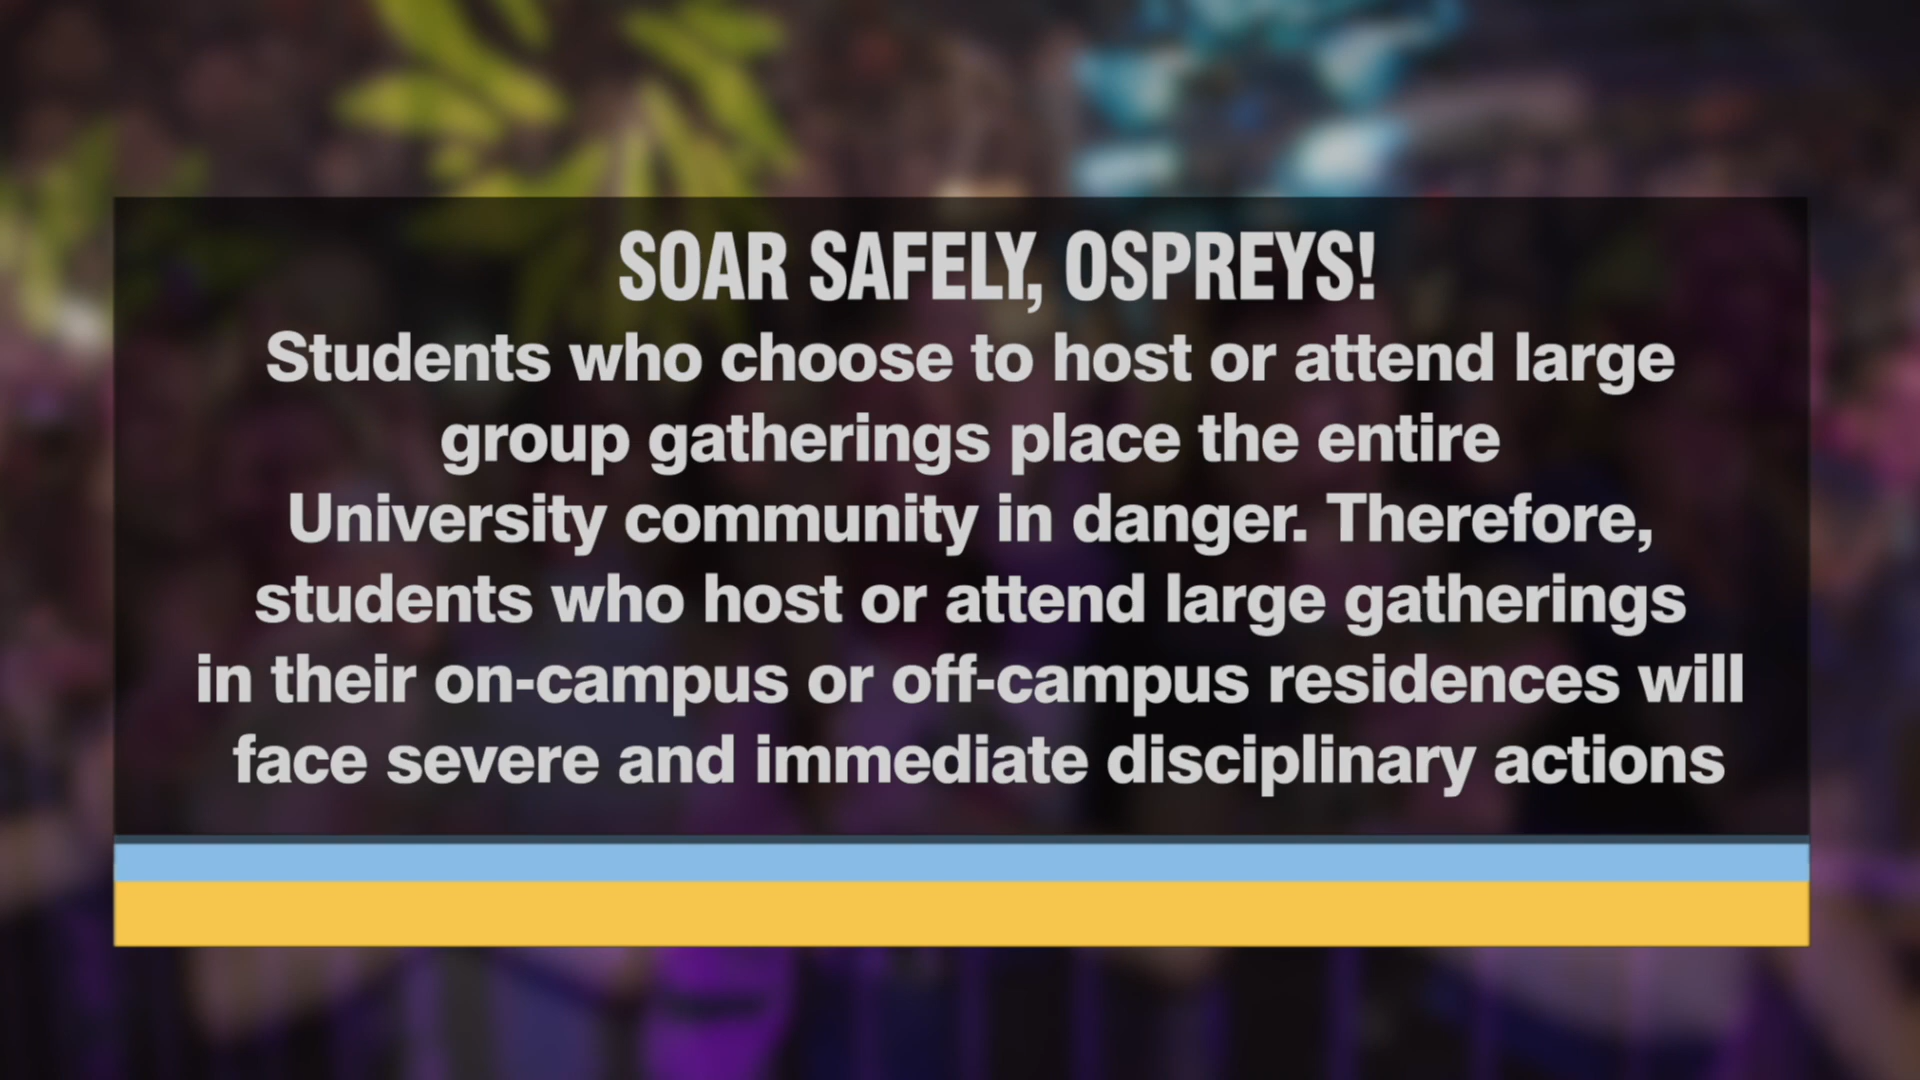 SOAR SAFELY, OSPREYS!
Students who choose to host or attend large
group gatherings place the entire
University community in danger. Therefore,
students who host or attend large gatherings
in their on-campus or off-campus residences will
face severe and immediate disciplinary actions